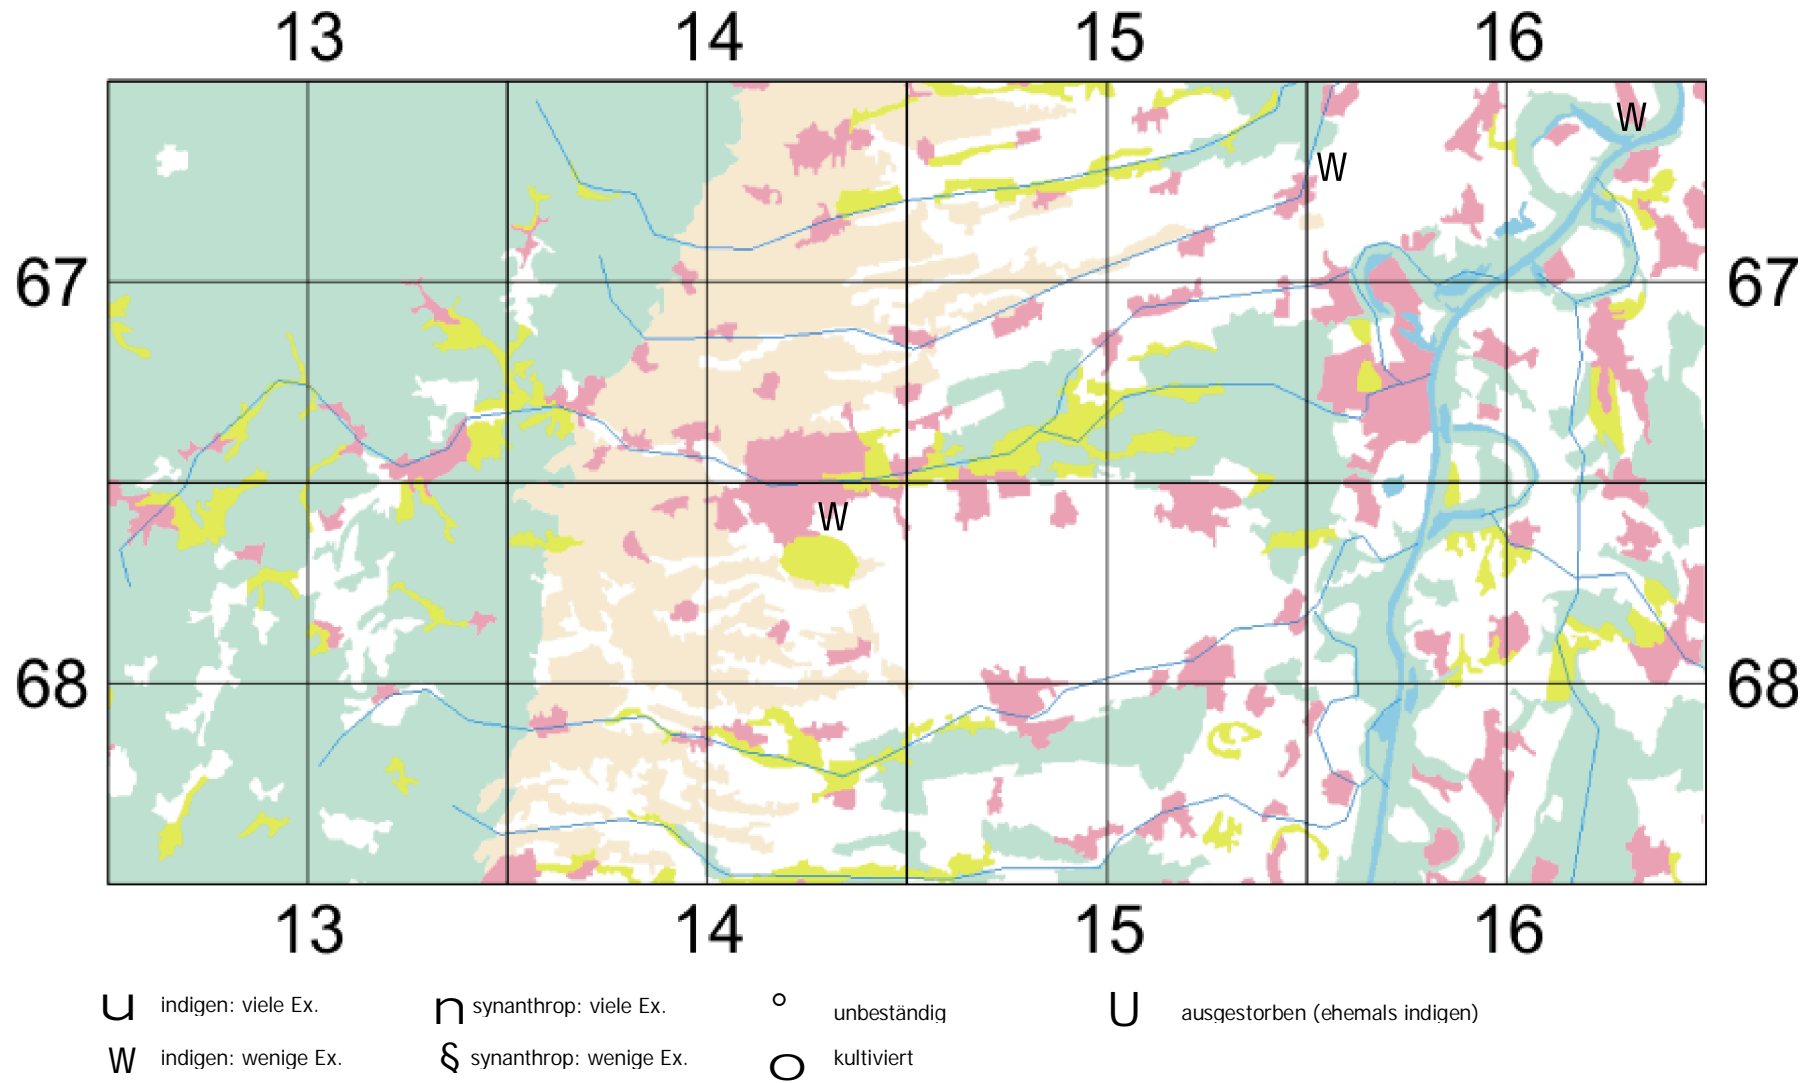 13 14 15 16
W
W
67 67
W
68 68
13 14 15 16
u indigen: viele Ex. n synanthrop: viele Ex. ° unbeständig U ausgestorben (ehemals indigen)
W indigen: wenige Ex. § synanthrop: wenige Ex. O kultiviert